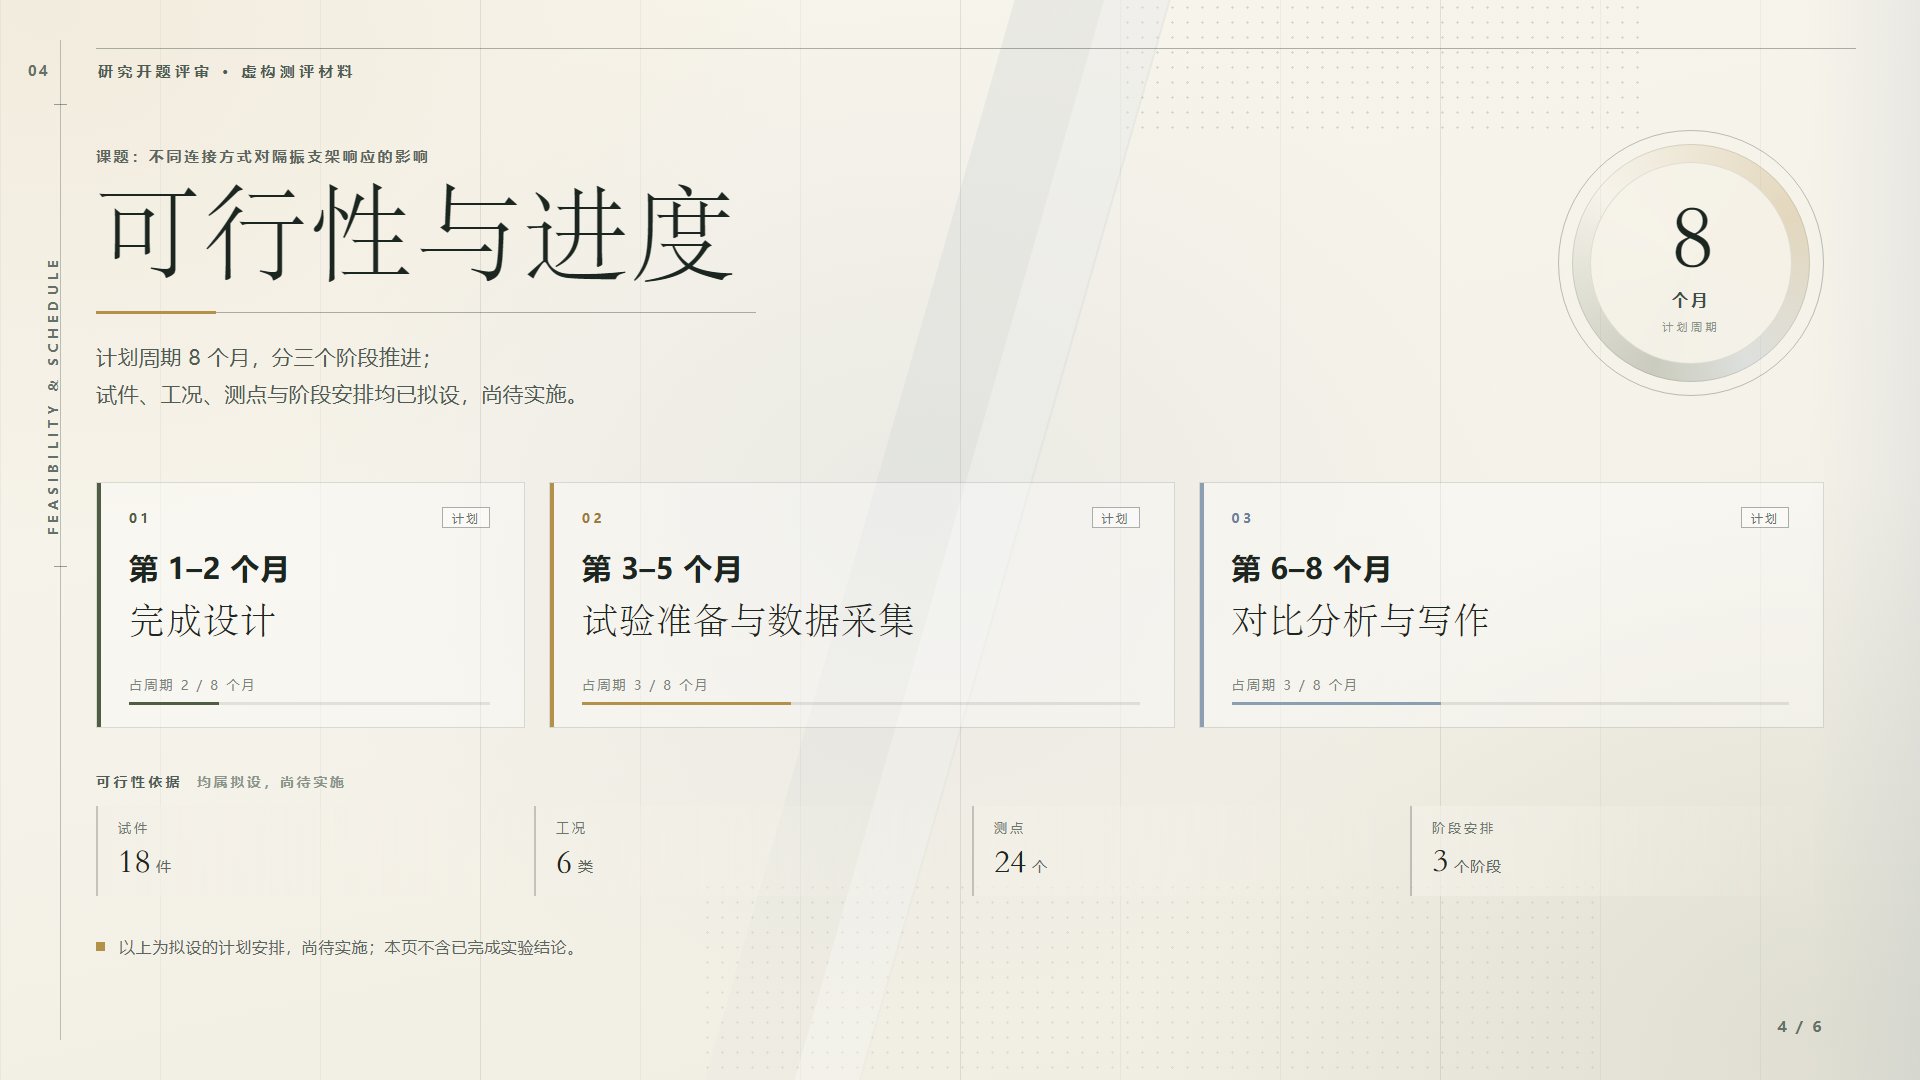 04
研究开题评审 • 虚构测评材料
FEASIBILITY & SCHEDULE
课题：不同连接方式对隔振支架响应的影响
可行性与进度
计划周期 8 个月，分三个阶段推进；
试件、工况、测点与阶段安排均已拟设，尚待实施。
8
个月
计划周期
01
计划
第 1–2 个月
完成设计
占周期 2 / 8 个月
02
计划
第 3–5 个月
试验准备与数据采集
占周期 3 / 8 个月
03
计划
第 6–8 个月
对比分析与写作
占周期 3 / 8 个月
可行性依据 均属拟设，尚待实施
试件
18 件
工况
6 类
测点
24 个
阶段安排
3 个阶段
以上为拟设的计划安排，尚待实施；本页不含已完成实验结论。
4 / 6